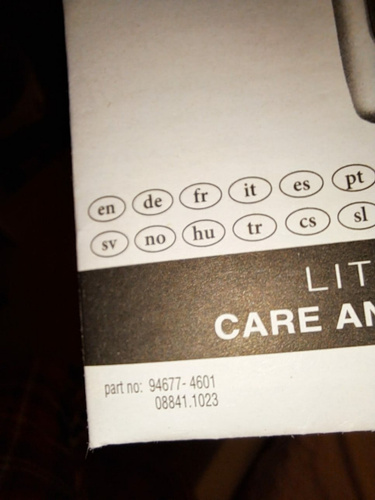 en de fr it es pt
sv no hu tr cs sl
LIT
CARE AN
part no: 94677- 4601
08841.1023